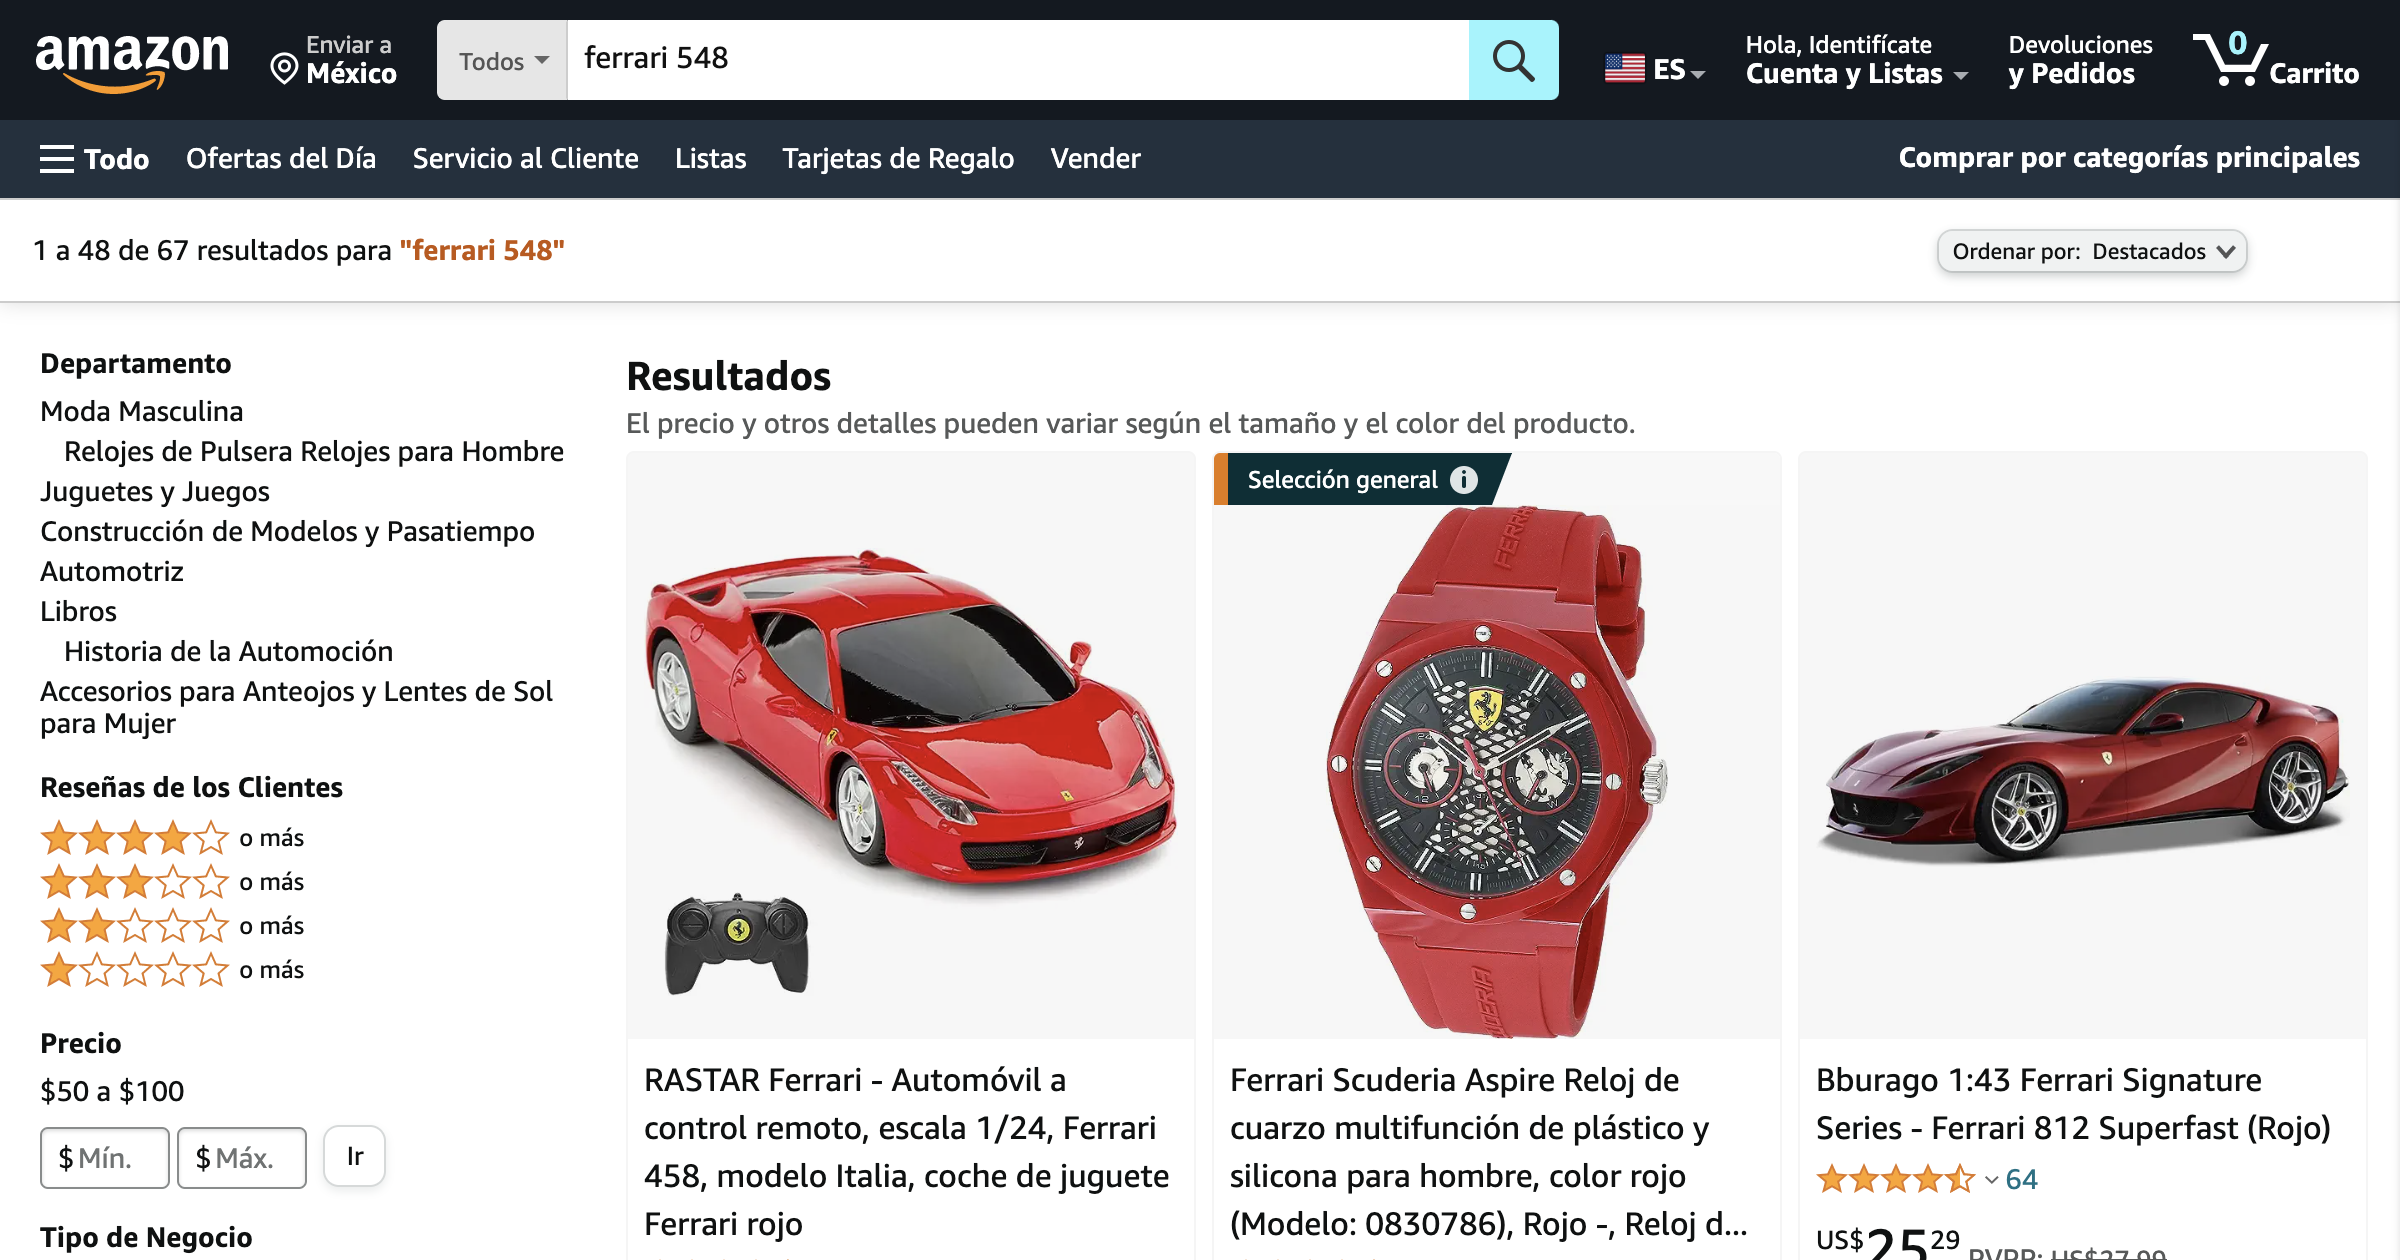 amazon
Enviar a
México
Todos
ferrari 548
ES
Hola, Identifícate
Cuenta y Listas
Devoluciones
y Pedidos
0
Carrito
Todo
Ofertas del Día
Servicio al Cliente
Listas
Tarjetas de Regalo
Vender
Comprar por categorías principales
1 a 48 de 67 resultados para "ferrari 548"
Ordenar por: Destacados
Departamento
Moda Masculina
Relojes de Pulsera Relojes para Hombre
Juguetes y Juegos
Construcción de Modelos y Pasatiempo
Automotriz
Libros
Historia de la Automoción
Accesorios para Anteojos y Lentes de Sol
para Mujer
Reseñas de los Clientes
o más
o más
o más
o más
Precio
$50 a $100
$ Mín.
$ Máx.
Ir
Tipo de Negocio
Resultados
El precio y otros detalles pueden variar según el tamaño y el color del producto.
RASTAR Ferrari - Automóvil a
control remoto, escala 1/24, Ferrari
458, modelo Italia, coche de juguete
Ferrari rojo
Selección general
Ferrari Scuderia Aspire Reloj de
cuarzo multifunción de plástico y
silicona para hombre, color rojo
(Modelo: 0830786), Rojo -, Reloj d...
Bburago 1:43 Ferrari Signature
Series - Ferrari 812 Superfast (Rojo)
64
US$25 29 PVPR: US$27.99